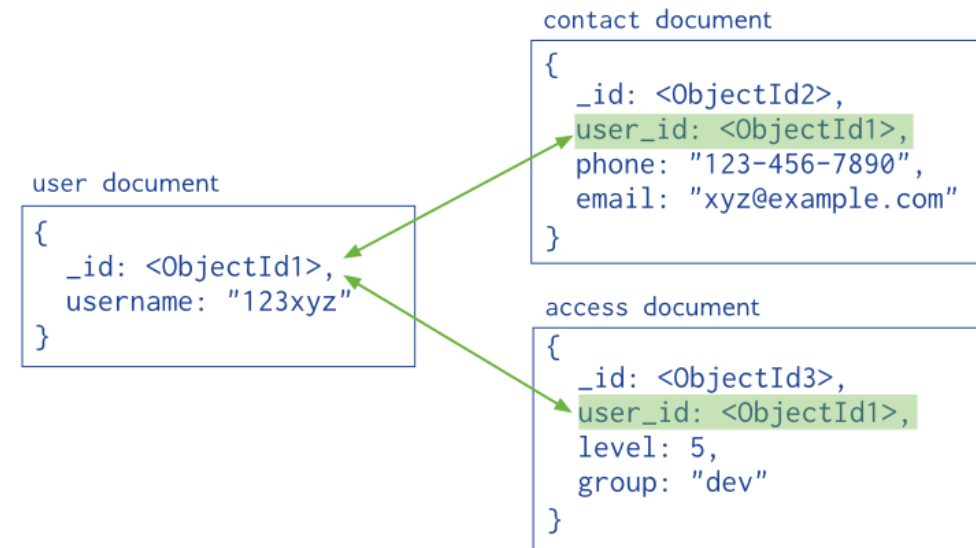 user document
{
_id: <ObjectId1>,
username: "123xyz"
}
contact document
{
_id: <ObjectId2>,
user_id: <ObjectId1>,
phone: "123-456-7890",
email: "xyz@example.com"
}
access document
{
_id: <ObjectId3>,
user_id: <ObjectId1>,
level: 5,
group: "dev"
}